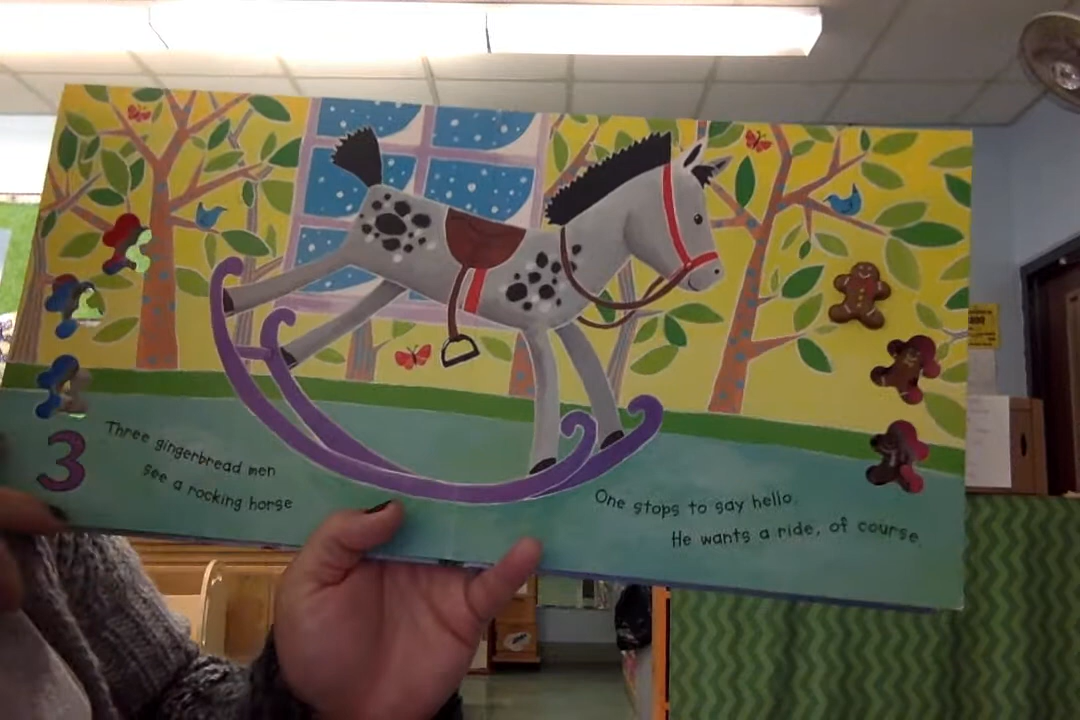 3
Three gingerbread men
see a rocking horse
One stops to say hello.
He wants a ride, of course.